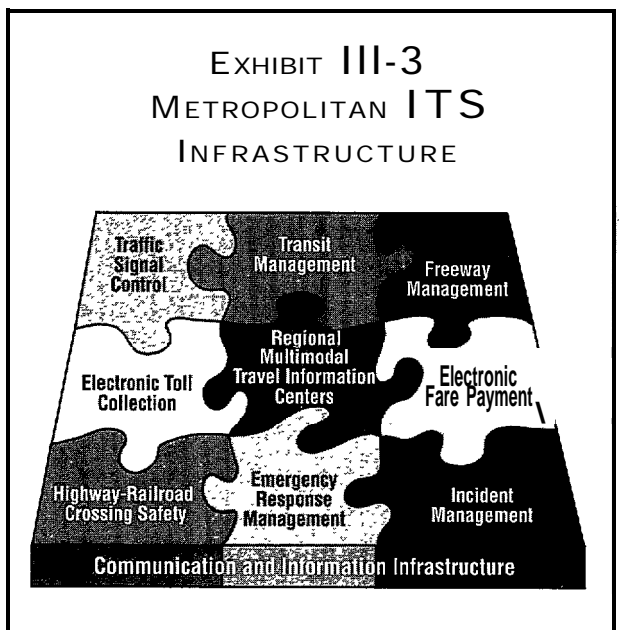 EXHIBIT III-3
METROPOLITAN ITS
INFRASTRUCTURE
Traffic
Signal
Control
Transit
Management
Freeway
Management
Electronic Toll
Collection
Regional
Multimodal
Travel Information
Centers
Electronic
Fare Payment
Highway-Railroad
Crossing Safety
Emergency
Response
Management
Incident
Management
Communication and Information Infrastructure